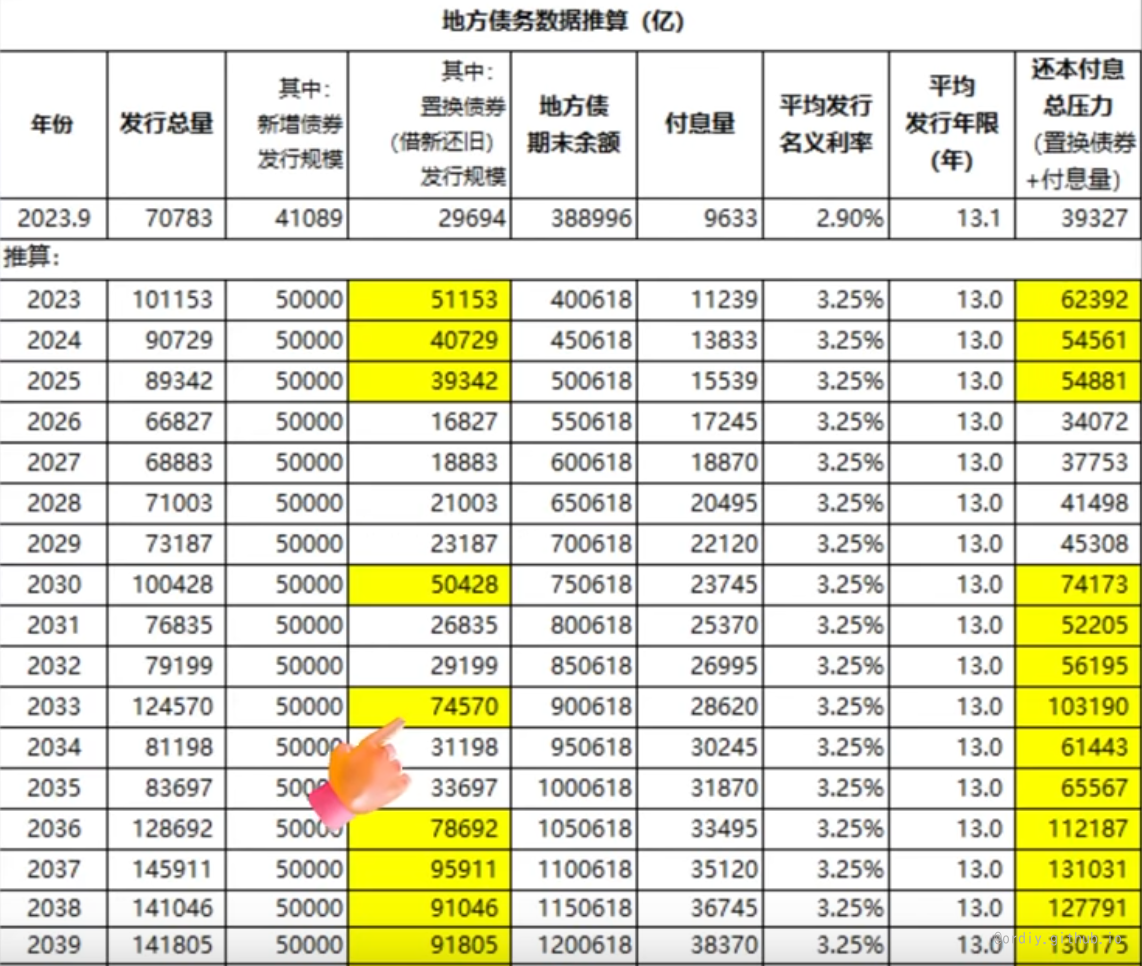 地方债务数据推算（亿）
年份 发行总量 其中：新增债券发行规模 其中：置换债券（借新还旧）发行规模 地方债期末余额 付息量 平均发行名义利率 平均发行年限（年） 还本付息总压力（置换债券+付息量）
2023.9 70783 41089 29694 388996 9633 2.90% 13.1 39327
推算：
2023 101153 50000 51153 400618 11239 3.25% 13.0 62392
2024 90729 50000 40729 450618 13833 3.25% 13.0 54561
2025 89342 50000 39342 500618 15539 3.25% 13.0 54881
2026 66827 50000 16827 550618 17245 3.25% 13.0 34072
2027 68883 50000 18883 600618 18870 3.25% 13.0 37753
2028 71003 50000 21003 650618 20495 3.25% 13.0 41498
2029 73187 50000 23187 700618 22120 3.25% 13.0 45308
2030 100428 50000 50428 750618 23745 3.25% 13.0 74173
2031 76835 50000 26835 800618 25370 3.25% 13.0 52205
2032 79199 50000 29199 850618 26995 3.25% 13.0 56195
2033 124570 50000 74570 900618 28620 3.25% 13.0 103190
2034 81198 50000 31198 950618 30245 3.25% 13.0 61443
2035 83697 33697 1000618 31870 3.25% 13.0 65567
2036 128692 50000 78692 1050618 33495 3.25% 13.0 112187
2037 145911 50000 95911 1100618 35120 3.25% 13.0 131031
2038 141046 50000 91046 1150618 36745 3.25% 13.0 127791
2039 141805 50000 91805 1200618 38370 3.25% 13.0 130175
@ordiy.github.io